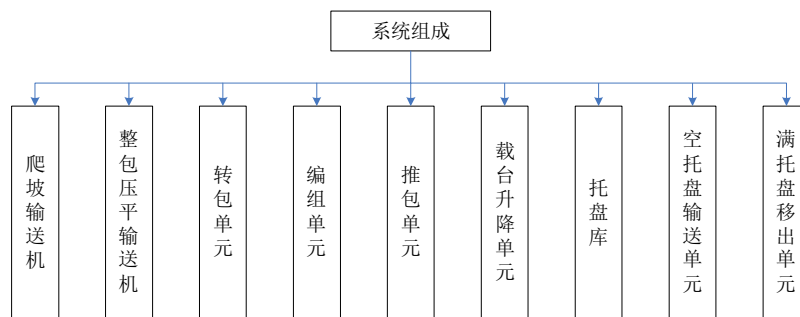 系统组成
爬坡输送机
整包压平输送机
转包单元
编组单元
推包单元
载台升降单元
托盘库
空托盘输送单元
满托盘移出单元